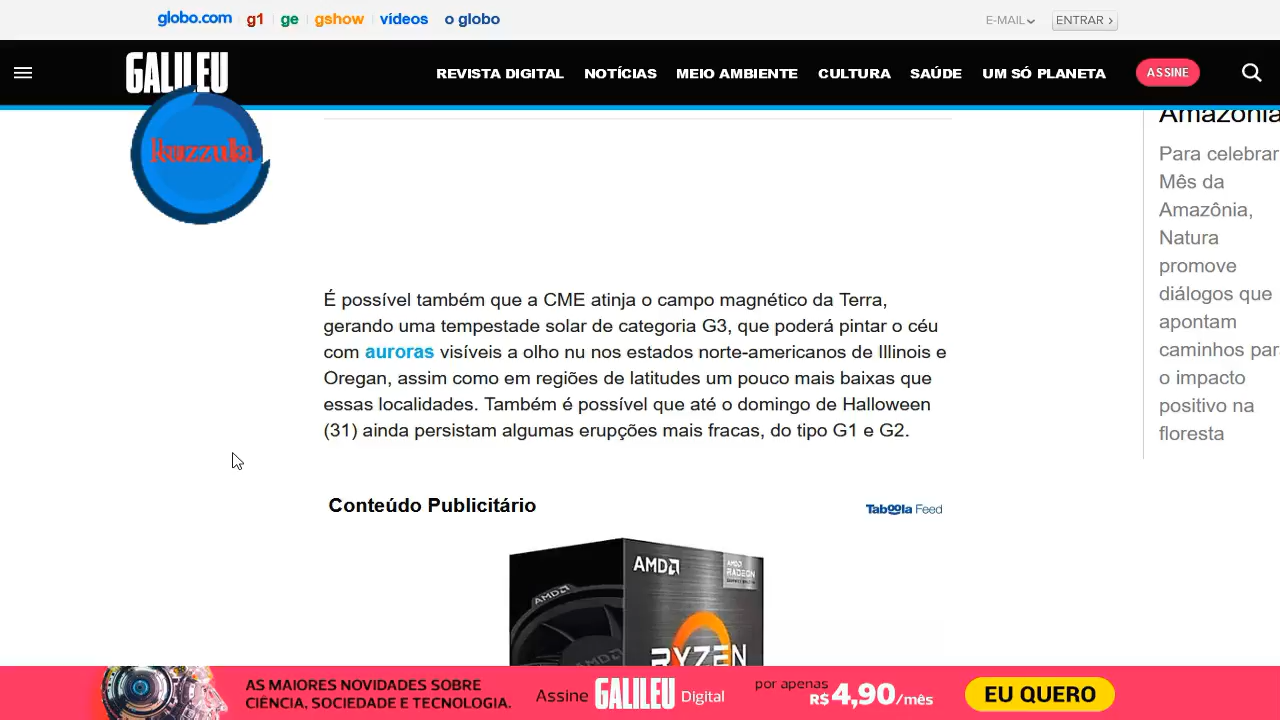 globo.com g1 ge gshow vídeos o globo E-MAIL ENTRAR
GALILEU REVISTA DIGITAL NOTÍCIAS MEIO AMBIENTE CULTURA SAÚDE UM SÓ PLANETA ASSINE
Ruzzulla
É possível também que a CME atinja o campo magnético da Terra,
gerando uma tempestade solar de categoria G3, que poderá pintar o céu
com auroras visíveis a olho nu nos estados norte-americanos de Illinois e
Oregan, assim como em regiões de latitudes um pouco mais baixas que
essas localidades. Também é possível que até o domingo de Halloween
(31) ainda persistam algumas erupções mais fracas, do tipo G1 e G2.
Amazônia
Para celebrar
Mês da
Amazônia,
Natura
promove
diálogos que
apontam
caminhos par
o impacto
positivo na
floresta
Conteúdo Publicitário
Taboola Feed
AMD
AMD RADEON
AMD
RYZEN
AS MAIORES NOVIDADES SOBRE
CIÊNCIA, SOCIEDADE E TECNOLOGIA.
Assine GALILEU Digital
por apenas
R$ 4,90/mês
EU QUERO